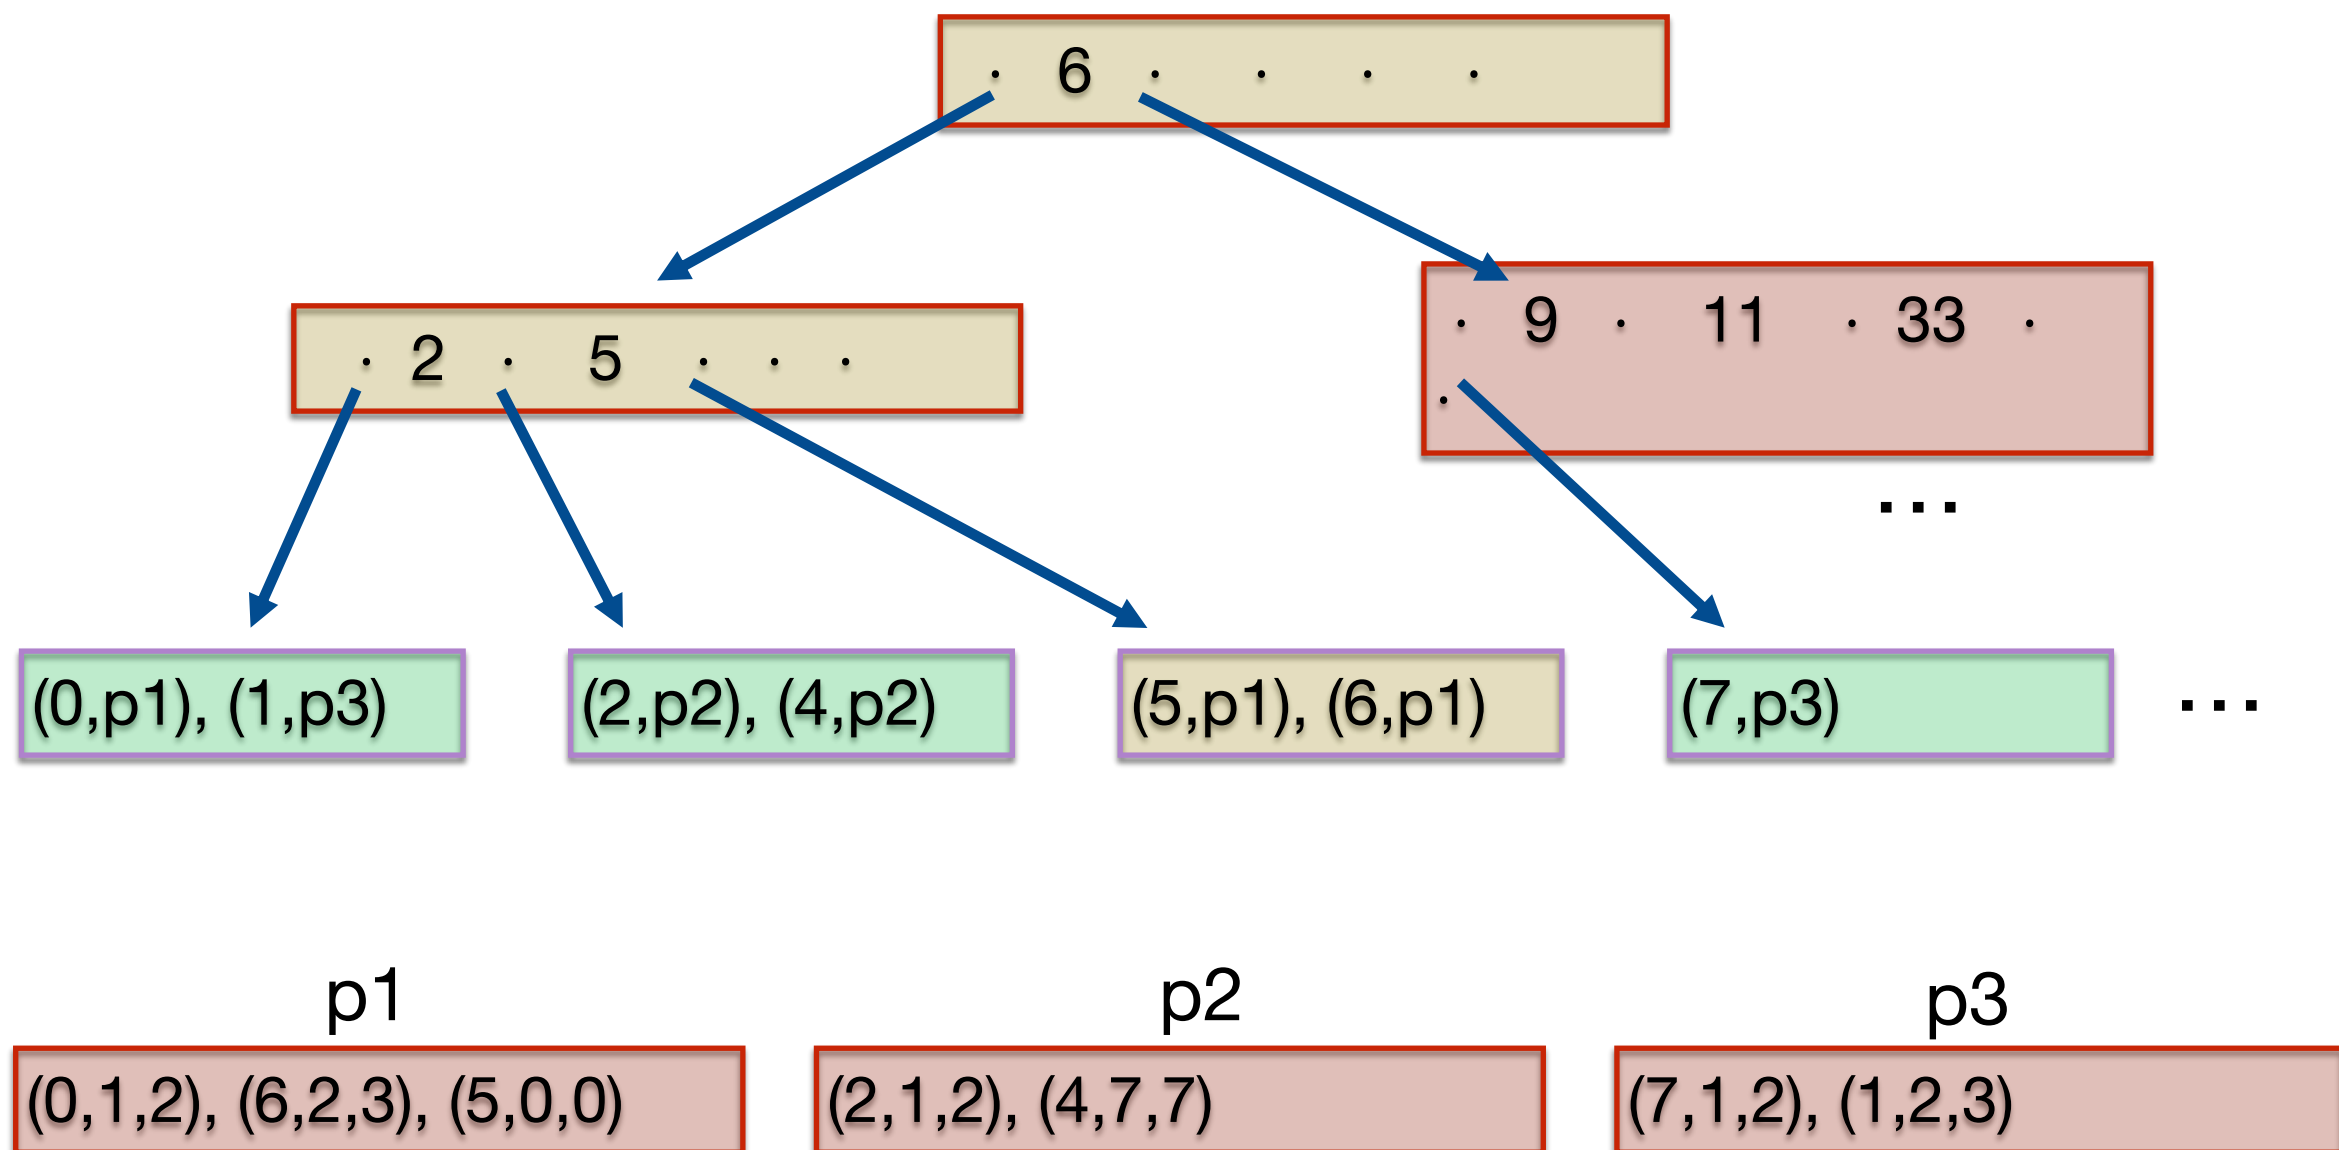 · 6 · · · ·
· 2 · 5 · · ·
· 9 · 11 · 33 ·
·
...
(0,p1), (1,p3)
(2,p2), (4,p2)
(5,p1), (6,p1)
(7,p3)
...
p1
p2
p3
(0,1,2), (6,2,3), (5,0,0)
(2,1,2), (4,7,7)
(7,1,2), (1,2,3)